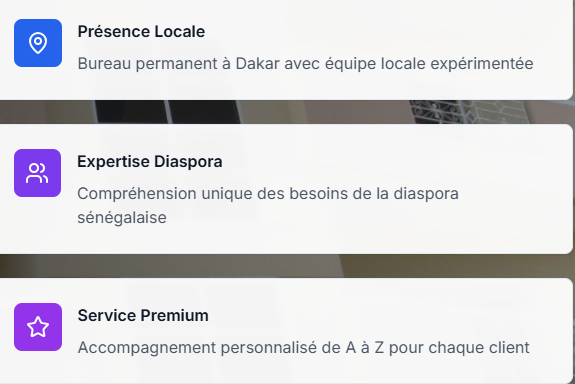 Présence Locale
Bureau permanent à Dakar avec équipe locale expérimentée
Expertise Diaspora
Compréhension unique des besoins de la diaspora
sénégalaise
Service Premium
Accompagnement personnalisé de A à Z pour chaque client